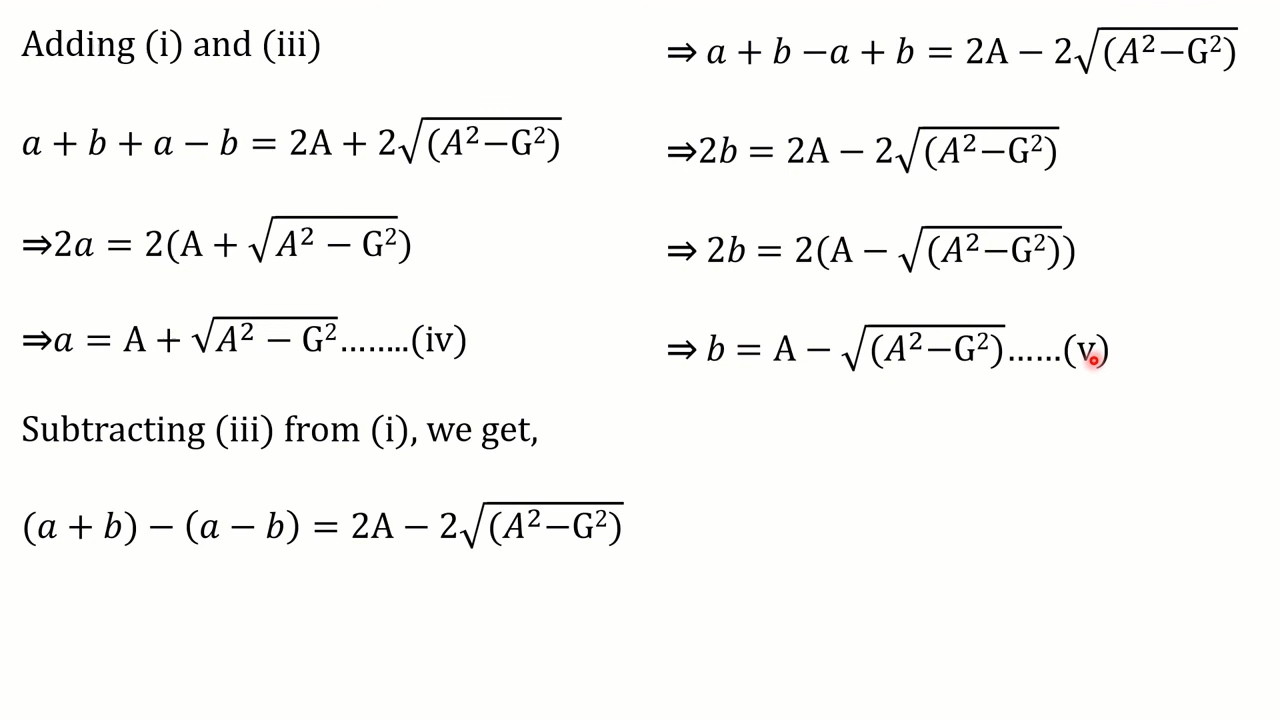 Adding (i) and (iii)
𝑎 + 𝑏 + 𝑎 − 𝑏 = 2A + 2√(𝐴²−G²)
⇒2𝑎 = 2(A + √𝐴² − G²)
⇒𝑎 = A + √𝐴² − G²……..(iv)
Subtracting (iii) from (i), we get,
(𝑎 + 𝑏) − (𝑎 − 𝑏) = 2A − 2√(𝐴²−G²)
⇒ 𝑎 + 𝑏 −𝑎 + 𝑏 = 2A − 2√(𝐴²−G²)
⇒2𝑏 = 2A − 2√(𝐴²−G²)
⇒ 2𝑏 = 2(A − √(𝐴²−G²))
⇒ 𝑏 = A − √(𝐴²−G²)……(v)